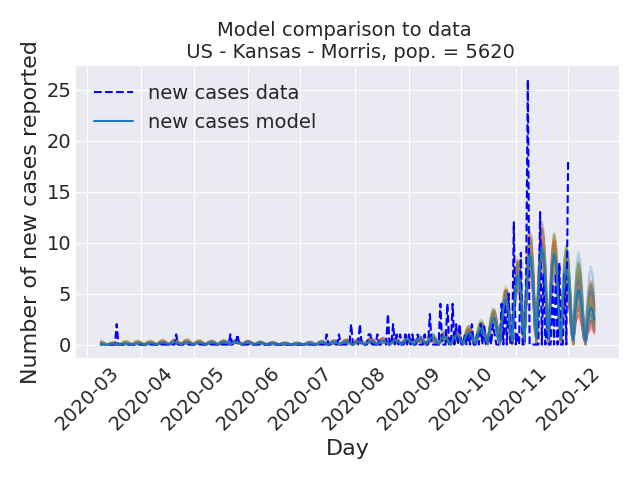 Model comparison to data
US - Kansas - Morris, pop. = 5620
Number of new cases reported
25
20
15
10
5
0
new cases data
new cases model
2020-03
2020-04
2020-05
2020-06
2020-07
2020-08
2020-09
2020-10
2020-11
2020-12
Day